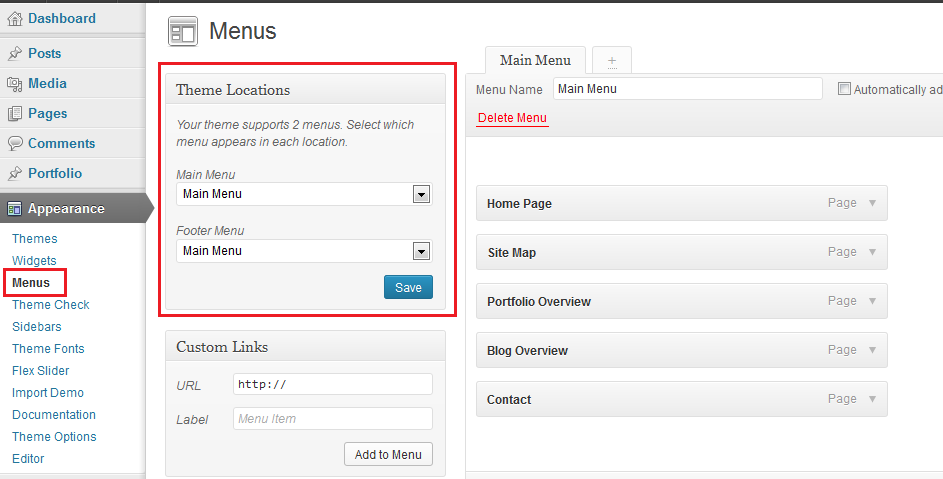 Dashboard
Posts
Media
Pages
Comments
Portfolio
Appearance
Themes
Widgets
Menus
Theme Check
Sidebars
Theme Fonts
Flex Slider
Import Demo
Documentation
Theme Options
Editor
Menus
Theme Locations
Your theme supports 2 menus. Select which
menu appears in each location.
Main Menu
Main Menu
Footer Menu
Main Menu
Save
Custom Links
URL http://
Label Menu Item
Add to Menu
Main Menu +
Menu Name Main Menu Automatically ad
Delete Menu
Home Page Page
Site Map Page
Portfolio Overview Page
Blog Overview Page
Contact Page